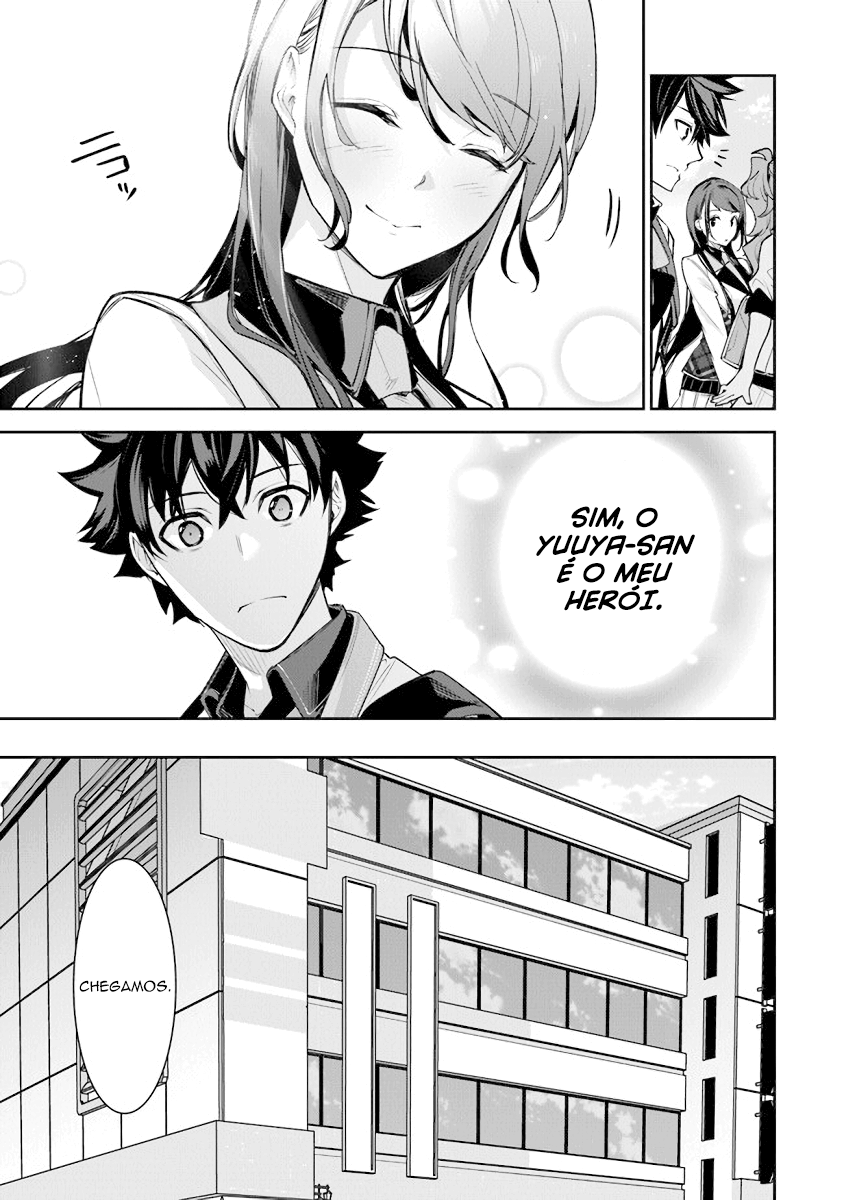 ニコッ
SIM, O
YUUYA-SAN
É O MEU
HERÓI.
CHEGAMOS.